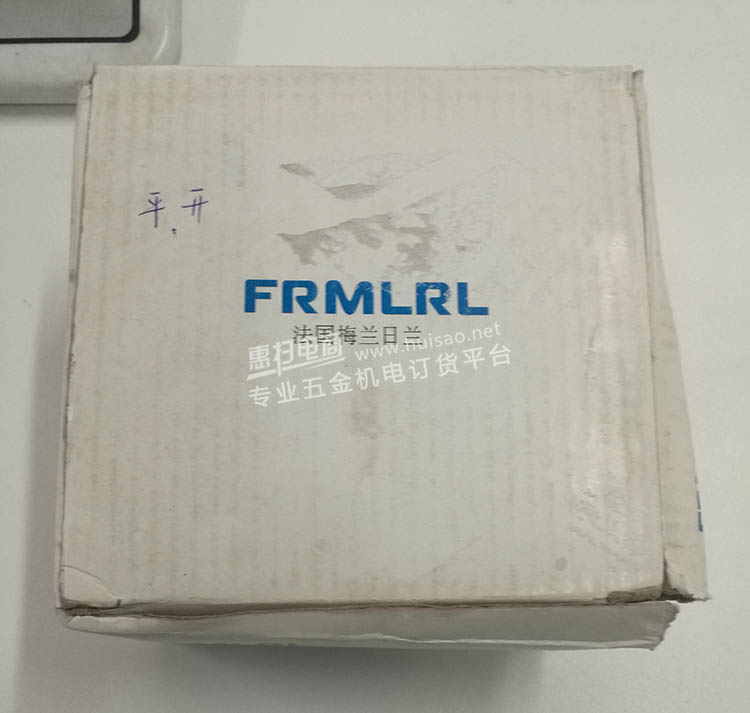 平.开
FRMLRL
法国梅兰日兰
惠扫电商 www.huisao.net
专业五金机电订货平台